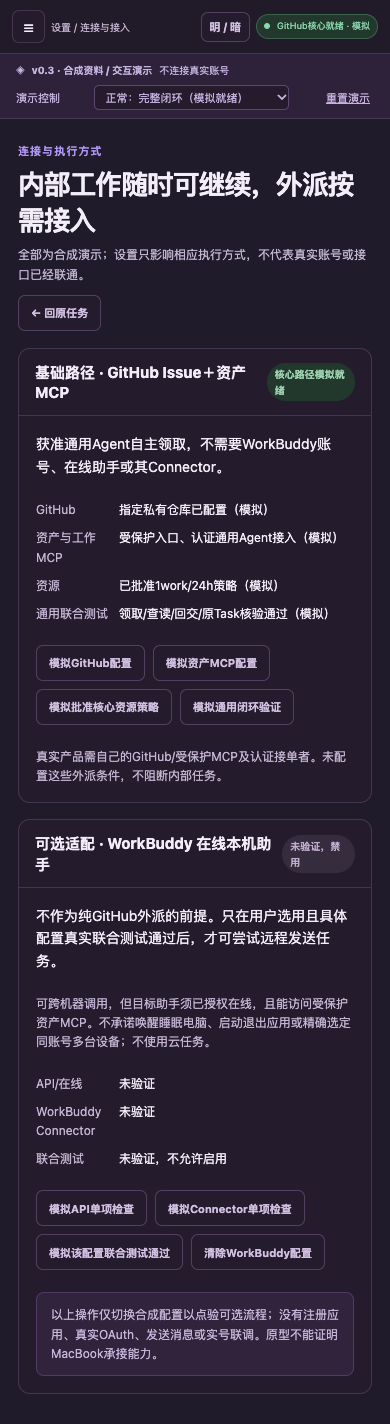 ≡
设置 / 连接与接入
明 / 暗
GitHub核心就绪 · 模拟
◈ v0.3 · 合成资料 / 交互演示 不连接真实账号
演示控制
正常：完整闭环（模拟就绪）
重置演示
连接与执行方式
内部工作随时可继续，外派按
需接入
全部为合成演示；设置只影响相应执行方式，不代表真实账号或接
口已经联通。
← 回原任务
基础路径 · GitHub Issue＋资产
MCP
核心路径模拟就
绪
获准通用Agent自主领取，不需要WorkBuddy账
号、在线助手或其Connector。
GitHub
指定私有仓库已配置（模拟）
资产与工作
MCP
受保护入口、认证通用Agent接入（模拟）
资源
已批准1work/24h策略（模拟）
通用联合测试
领取/查读/回交/原Task核验通过（模拟）
模拟GitHub配置
模拟资产MCP配置
模拟批准核心资源策略
模拟通用闭环验证
真实产品需自己的GitHub/受保护MCP及认证接单者。未配
置这些外派条件，不阻断内部任务。
可选适配 · WorkBuddy 在线本机助
手
未验证，禁
用
不作为纯GitHub外派的前提。只在用户选用且具体
配置真实联合测试通过后，才可尝试远程发送任
务。
可跨机器调用，但目标助手须已授权在线，且能访问受保护
资产MCP。不承诺唤醒睡眠电脑、启动退出应用或精确选定
同账号多台设备；不使用云任务。
API/在线
未验证
WorkBuddy
Connector
未验证
联合测试
未验证，不允许启用
模拟API单项检查
模拟Connector单项检查
模拟该配置联合测试通过
清除WorkBuddy配置
以上操作仅切换合成配置以点验可选流程；没有注册应
用、真实OAuth、发送消息或实号联调。原型不能证明
MacBook承接能力。